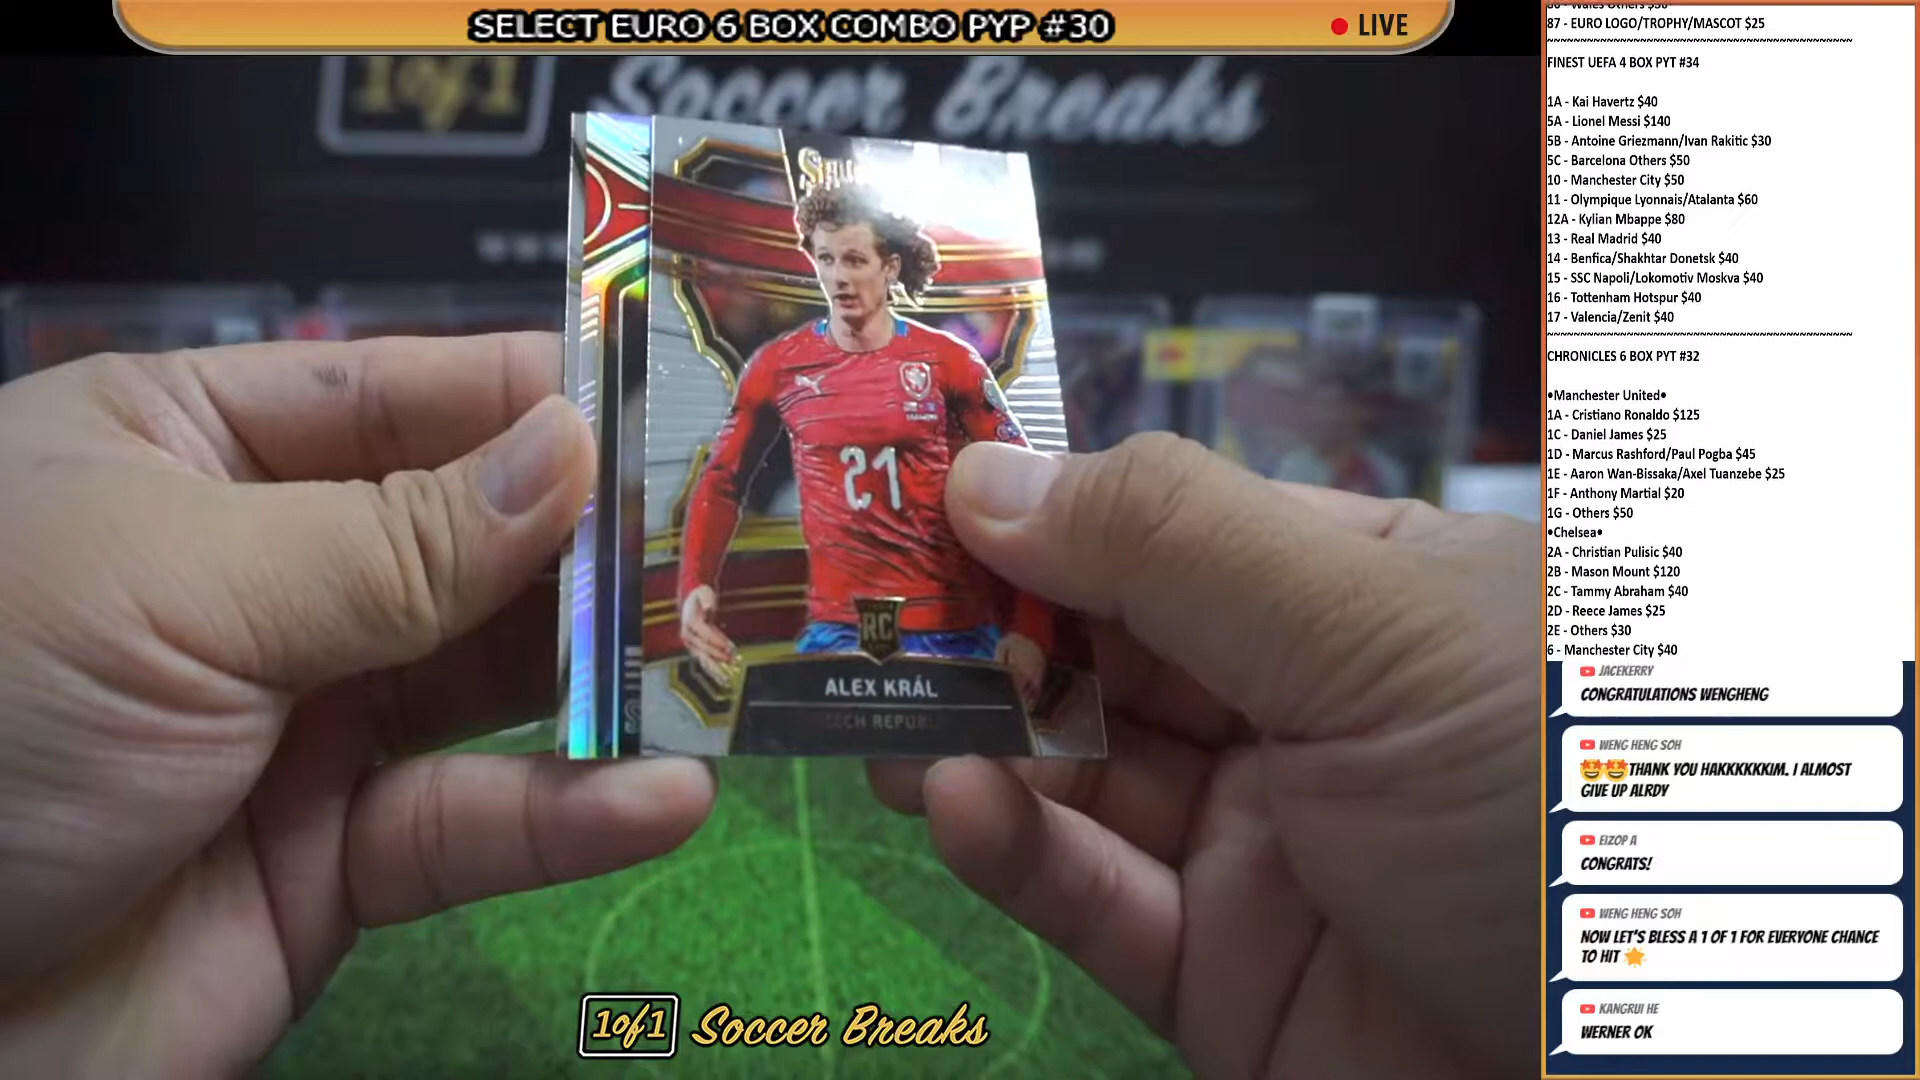 SELECT EURO 6 BOX COMBO PYP #30
LIVE
1of1 Soccer Breaks
21
RC
ALEX KRÁL
1of1 Soccer Breaks
87 - EURO LOGO/TROPHY/MASCOT $25
~~~~~~~~~~~~~~~~~~~~~~~~~~~~~~~~~~~~~~~~~~~~~
FINEST UEFA 4 BOX PYT #34
1A - Kai Havertz $40
5A - Lionel Messi $140
5B - Antoine Griezmann/Ivan Rakitic $30
5C - Barcelona Others $50
10 - Manchester City $50
11 - Olympique Lyonnais/Atalanta $60
12A - Kylian Mbappe $80
13 - Real Madrid $40
14 - Benfica/Shakhtar Donetsk $40
15 - SSC Napoli/Lokomotiv Moskva $40
16 - Tottenham Hotspur $40
17 - Valencia/Zenit $40
~~~~~~~~~~~~~~~~~~~~~~~~~~~~~~~~~~~~~~~~~~~~~
CHRONICLES 6 BOX PYT #32
•Manchester United•
1A - Cristiano Ronaldo $125
1C - Daniel James $25
1D - Marcus Rashford/Paul Pogba $45
1E - Aaron Wan-Bissaka/Axel Tuanzebe $25
1F - Anthony Martial $20
1G - Others $50
•Chelsea•
2A - Christian Pulisic $40
2B - Mason Mount $120
2C - Tammy Abraham $40
2D - Reece James $25
2E - Others $30
6 - Manchester City $40
JACEKERRY
CONGRATULATIONS WENGHENG
WENG HENG SOH
🤩🤩THANK YOU HAKKKKKKIM. I ALMOST
GIVE UP ALRDY
EIZOP A
CONGRATS!
WENG HENG SOH
NOW LET'S BLESS A 1 OF 1 FOR EVERYONE CHANCE
TO HIT 🌟
KANGRUI HE
WERNER OK